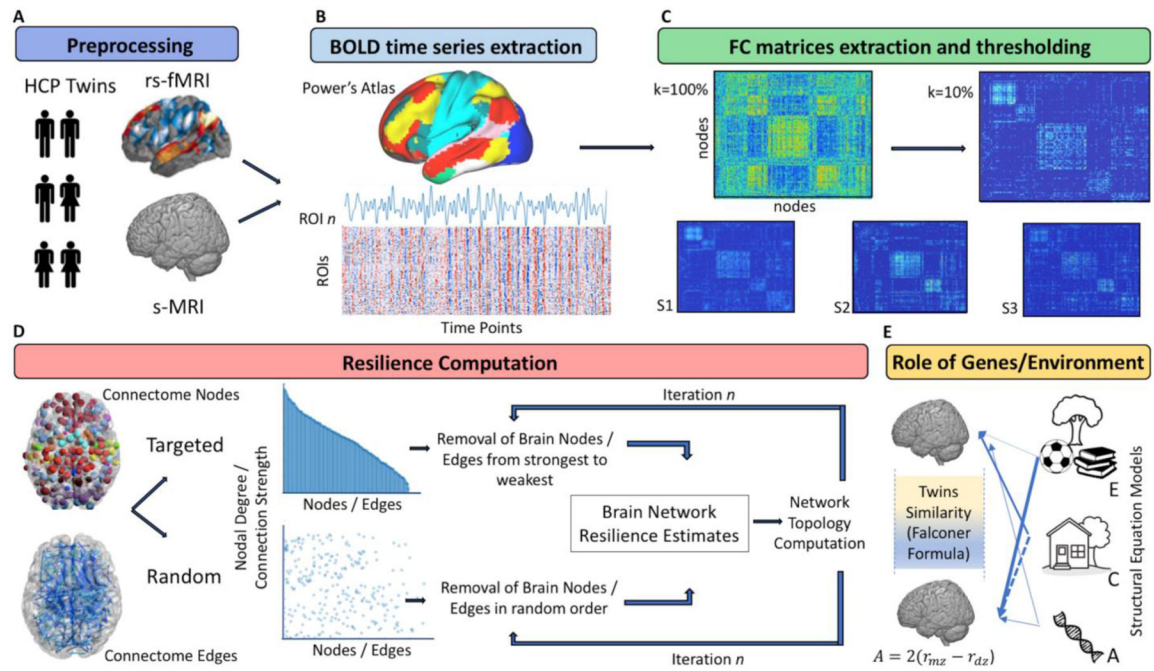 A
Preprocessing
HCP Twins
rs-fMRI
s-MRI
B
BOLD time series extraction
Power's Atlas
ROI n
ROIs
Time Points
C
FC matrices extraction and thresholding
k=100%
nodes
nodes
k=10%
S1
S2
S3
D
Resilience Computation
Connectome Nodes
Targeted
Random
Connectome Edges
Nodal Degree /
Connection Strength
Nodes / Edges
Nodes / Edges
Iteration n
Removal of Brain Nodes /
Edges from strongest to
weakest
Brain Network
Resilience Estimates
Network
Topology
Computation
Removal of Brain Nodes /
Edges in random order
Iteration n
E
Role of Genes/Environment
Twins
Similarity
(Falconer
Formula)
E
C
A
Structural Equation Models
A = 2(r_mz − r_dz)